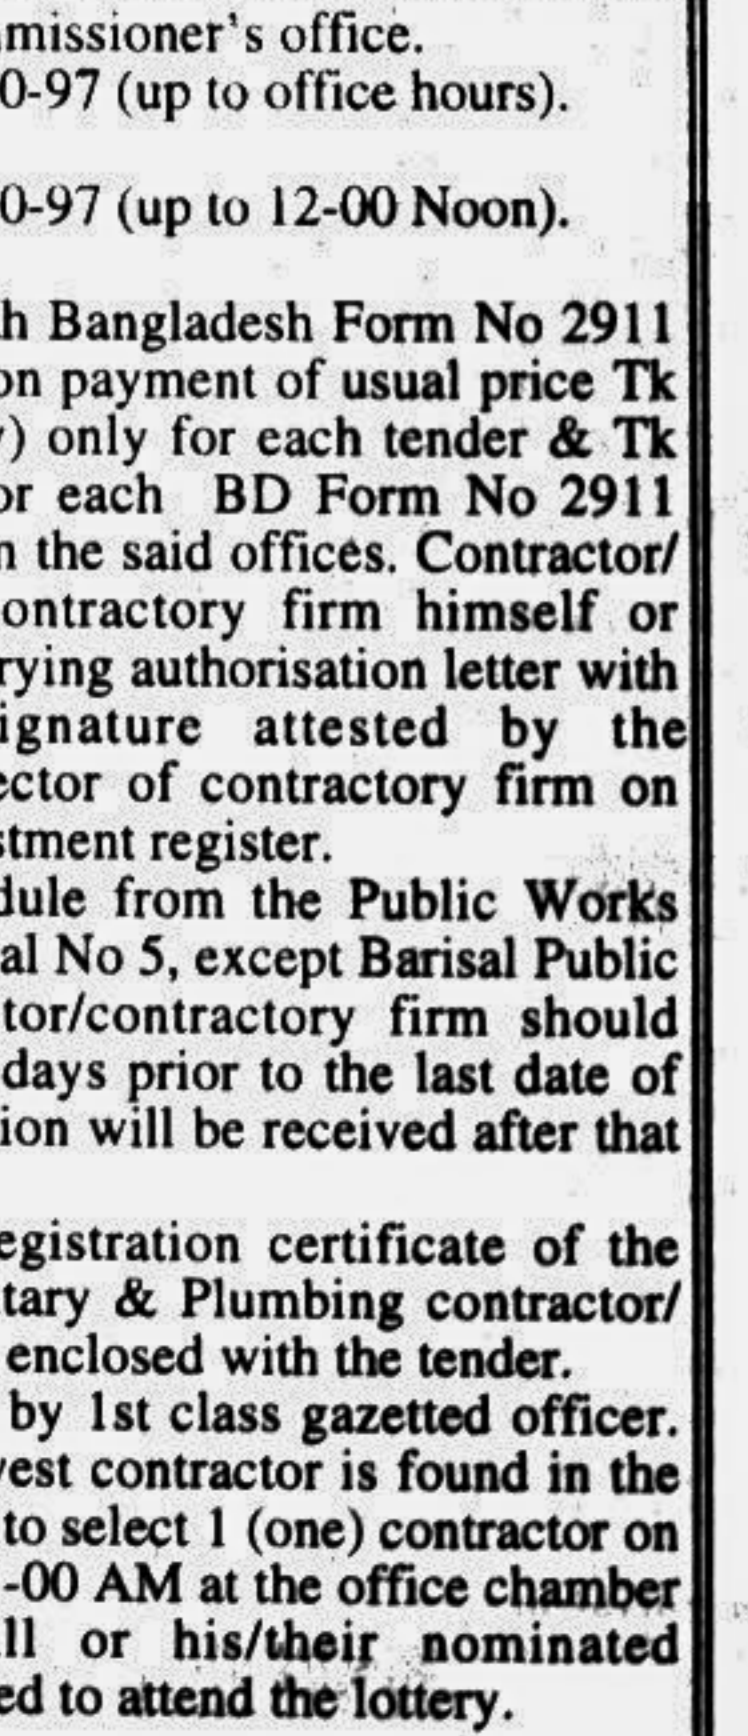 mmissioner's office.
0-97 (up to office hours).
0-97 (up to 12-00 Noon).
h Bangladesh Form No 2911
on payment of usual price Tk
y) only for each tender & Tk
or each BD Form No 2911
n the said offices. Contractor/
ontractory firm himself or
rying authorisation letter with
ignature attested by the
ector of contractory firm on
stment register.
dule from the Public Works
al No 5, except Barisal Public
tor/contractory firm should
days prior to the last date of
ion will be received after that
egistration certificate of the
tary & Plumbing contractor/
enclosed with the tender.
by 1st class gazetted officer.
vest contractor is found in the
to select 1 (one) contractor on
-00 AM at the office chamber
ll or his/their nominated
ed to attend the lottery.